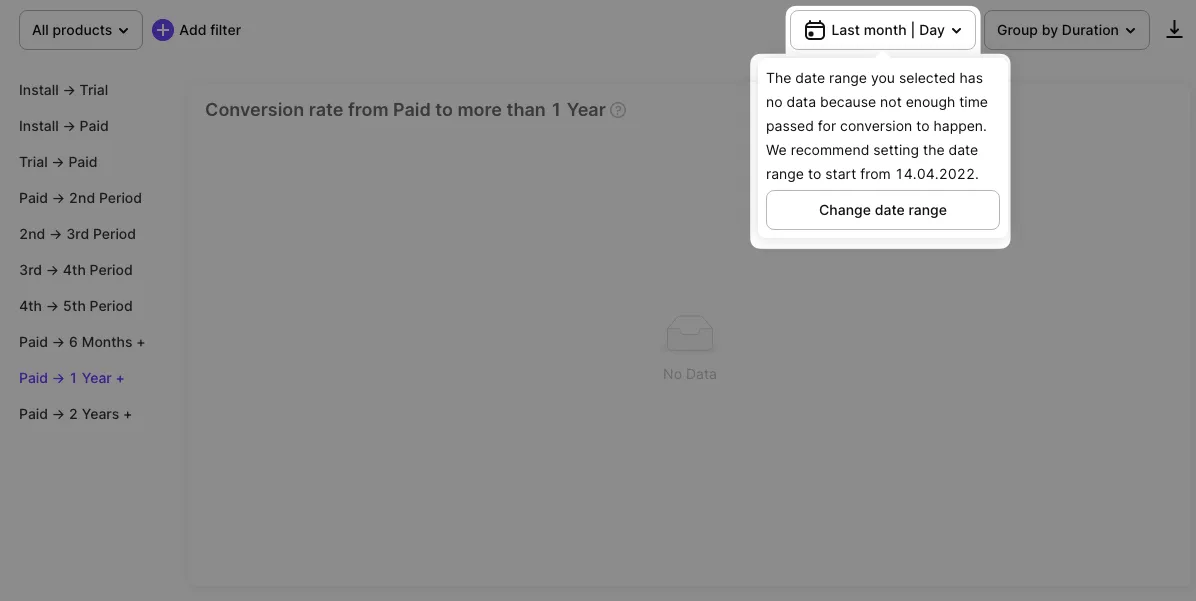 All products
Add filter
Last month | Day
Group by Duration
The date range you selected has
no data because not enough time
passed for conversion to happen.
We recommend setting the date
range to start from 14.04.2022.
Change date range
Install → Trial
Install → Paid
Trial → Paid
Paid → 2nd Period
2nd → 3rd Period
3rd → 4th Period
4th → 5th Period
Paid → 6 Months +
Paid → 1 Year +
Paid → 2 Years +
Conversion rate from Paid to more than 1 Year ?
No Data